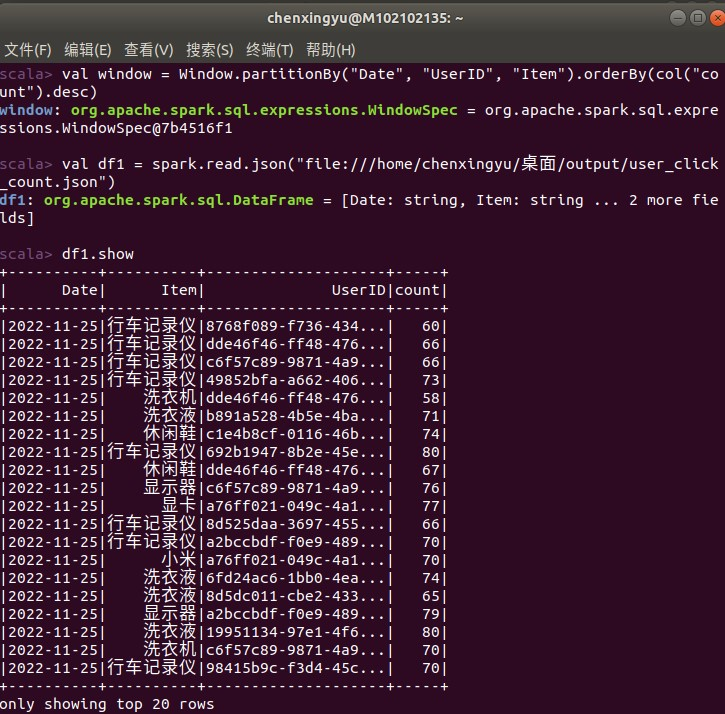 chenxingyu@M102102135: ~
文件(F) 编辑(E) 查看(V) 搜索(S) 终端(T) 帮助(H)
scala> val window = Window.partitionBy("Date", "UserID", "Item").orderBy(col("co
unt").desc)
window: org.apache.spark.sql.expressions.WindowSpec = org.apache.spark.sql.expre
ssions.WindowSpec@7b4516f1
scala> val df1 = spark.read.json("file:///home/chenxingyu/桌面/output/user_click
_count.json")
df1: org.apache.spark.sql.DataFrame = [Date: string, Item: string ... 2 more fie
lds]
scala> df1.show
+----------+----------+--------------------+-----+
|      Date|      Item|              UserID|count|
+----------+----------+--------------------+-----+
|2022-11-25|行车记录仪|8768f089-f736-434...|   60|
|2022-11-25|行车记录仪|dde46f46-ff48-476...|   66|
|2022-11-25|行车记录仪|c6f57c89-9871-4a9...|   66|
|2022-11-25|行车记录仪|49852bfa-a662-406...|   73|
|2022-11-25|    洗衣机|dde46f46-ff48-476...|   58|
|2022-11-25|    洗衣液|b891a528-4b5e-4ba...|   71|
|2022-11-25|    休闲鞋|c1e4b8cf-0116-46b...|   74|
|2022-11-25|行车记录仪|692b1947-8b2e-45e...|   80|
|2022-11-25|    休闲鞋|dde46f46-ff48-476...|   67|
|2022-11-25|    显示器|c6f57c89-9871-4a9...|   76|
|2022-11-25|      显卡|a76ff021-049c-4a1...|   77|
|2022-11-25|行车记录仪|8d525daa-3697-455...|   66|
|2022-11-25|行车记录仪|a2bccbdf-f0e9-489...|   70|
|2022-11-25|      小米|a76ff021-049c-4a1...|   70|
|2022-11-25|    洗衣液|6fd24ac6-1bb0-4ea...|   74|
|2022-11-25|    洗衣液|8d5dc011-cbe2-433...|   65|
|2022-11-25|    显示器|a2bccbdf-f0e9-489...|   79|
|2022-11-25|    洗衣液|19951134-97e1-4f6...|   80|
|2022-11-25|    洗衣机|c6f57c89-9871-4a9...|   70|
|2022-11-25|行车记录仪|98415b9c-f3d4-45c...|   70|
+----------+----------+--------------------+-----+
only showing top 20 rows